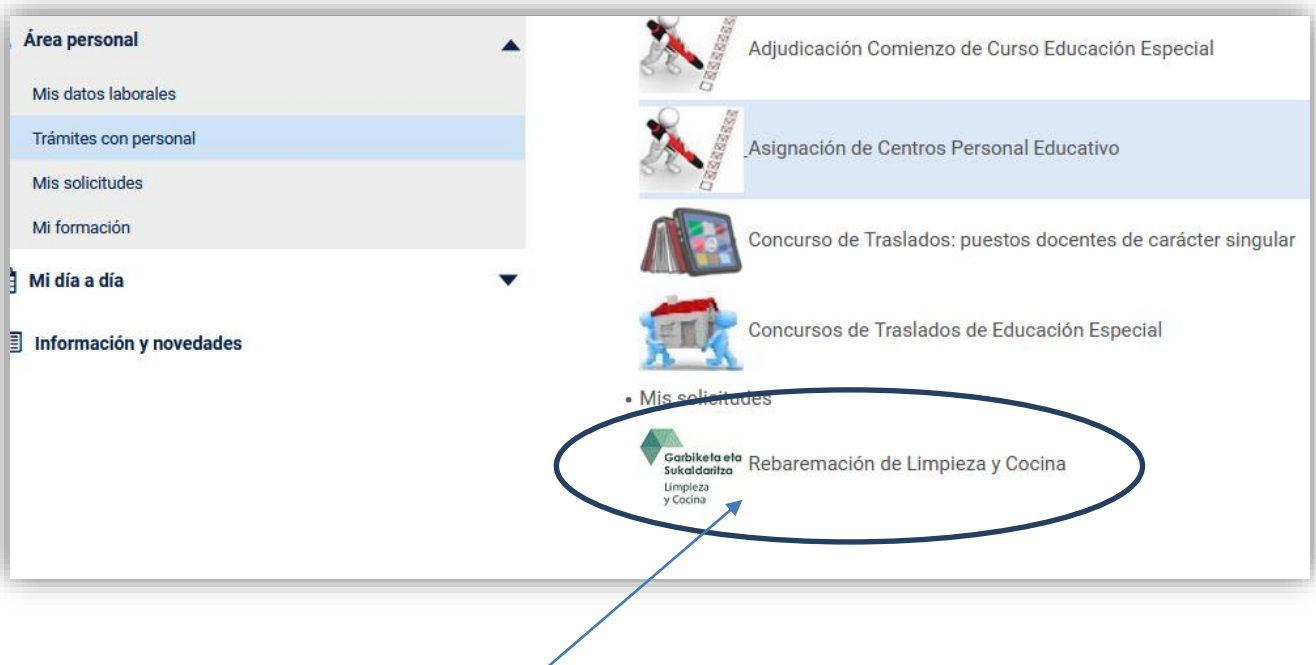 Área personal
Mis datos laborales
Trámites con personal
Mis solicitudes
Mi formación
Mi día a día
Información y novedades
Adjudicación Comienzo de Curso Educación Especial
Asignación de Centros Personal Educativo
Concurso de Traslados: puestos docentes de carácter singular
Concursos de Traslados de Educación Especial
• Mis solicitudes
Garbiketa eta
Sukaldaritza
Limpieza
y Cocina
Rebaremación de Limpieza y Cocina